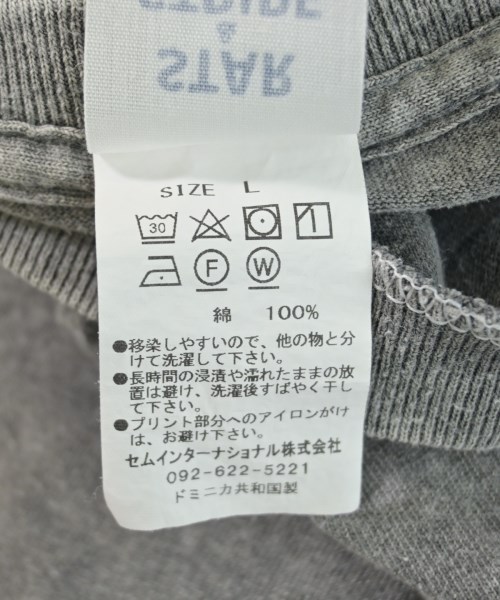 STRIPE
&
STAR
SIZE L
30
F W
綿 100%
●移染しやすいので、他の物と分
けて洗濯して下さい。
●長時間の浸漬や濡れたままの放
置は避け、洗濯後すばやく干し
て下さい。
●プリント部分へのアイロンがけ
は、お避け下さい。
セムインターナショナル株式会社
092-622-5221
ドミニカ共和国製